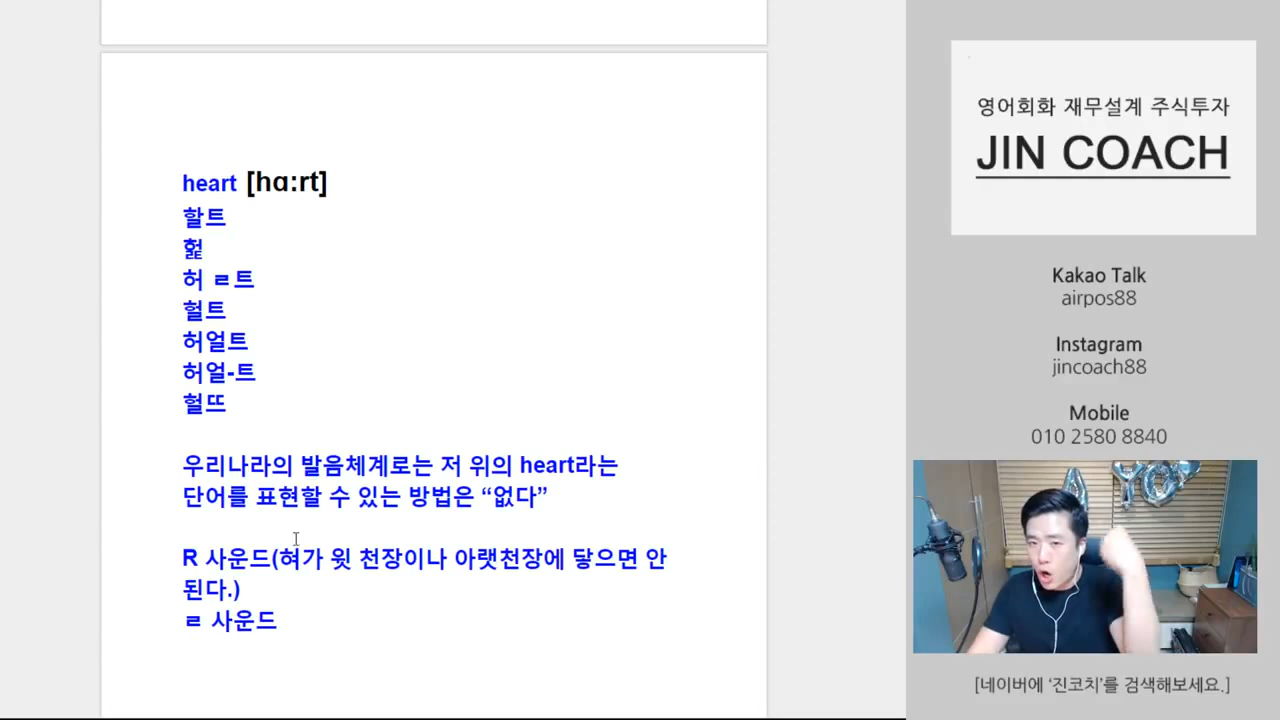 heart [hɑ:rt]
할트
허 ㄹ트
헐트
허얼트
허얼-트
헐뜨
우리나라의 발음체계로는 저 위의 heart라는
단어를 표현할 수 있는 방법은 “없다”
R 사운드(혀가 윗 천장이나 아랫천장에 닿으면 안
된다.)
ㄹ 사운드
영어회화 재무설계 주식투자
JIN COACH
Kakao Talk
airpos88
Instagram
jincoach88
Mobile
010 2580 8840
[네이버에 ‘진코치’를 검색해보세요.]